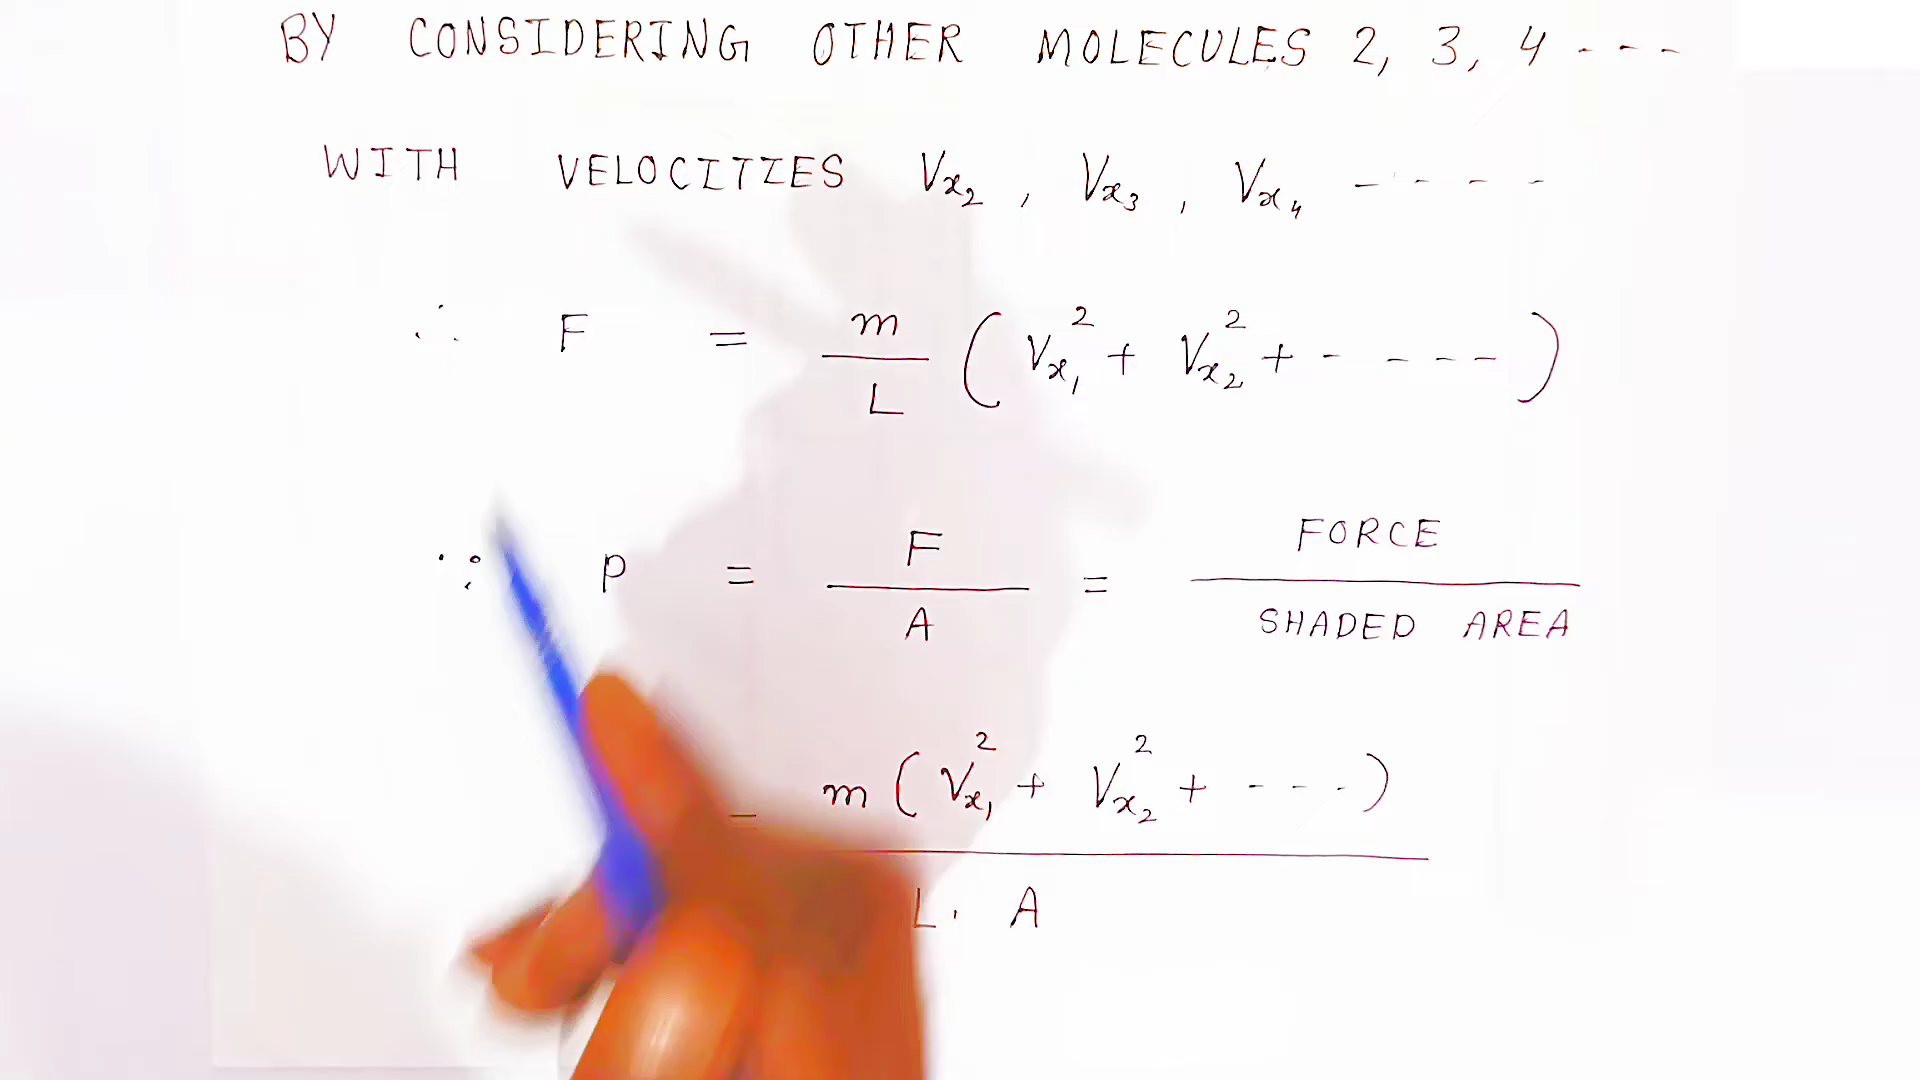 BY CONSIDERING OTHER MOLECULES 2, 3, 4 - - -
WITH VELOCITIES Vx₂ , Vx₃ , Vx₄ - - - - -
∴ F = m/L ( Vx₁² + Vx₂² + - - - - - )
∵ P = F/A = FORCE / SHADED AREA
= m ( Vx₁² + Vx₂² + - - - ) / L. A